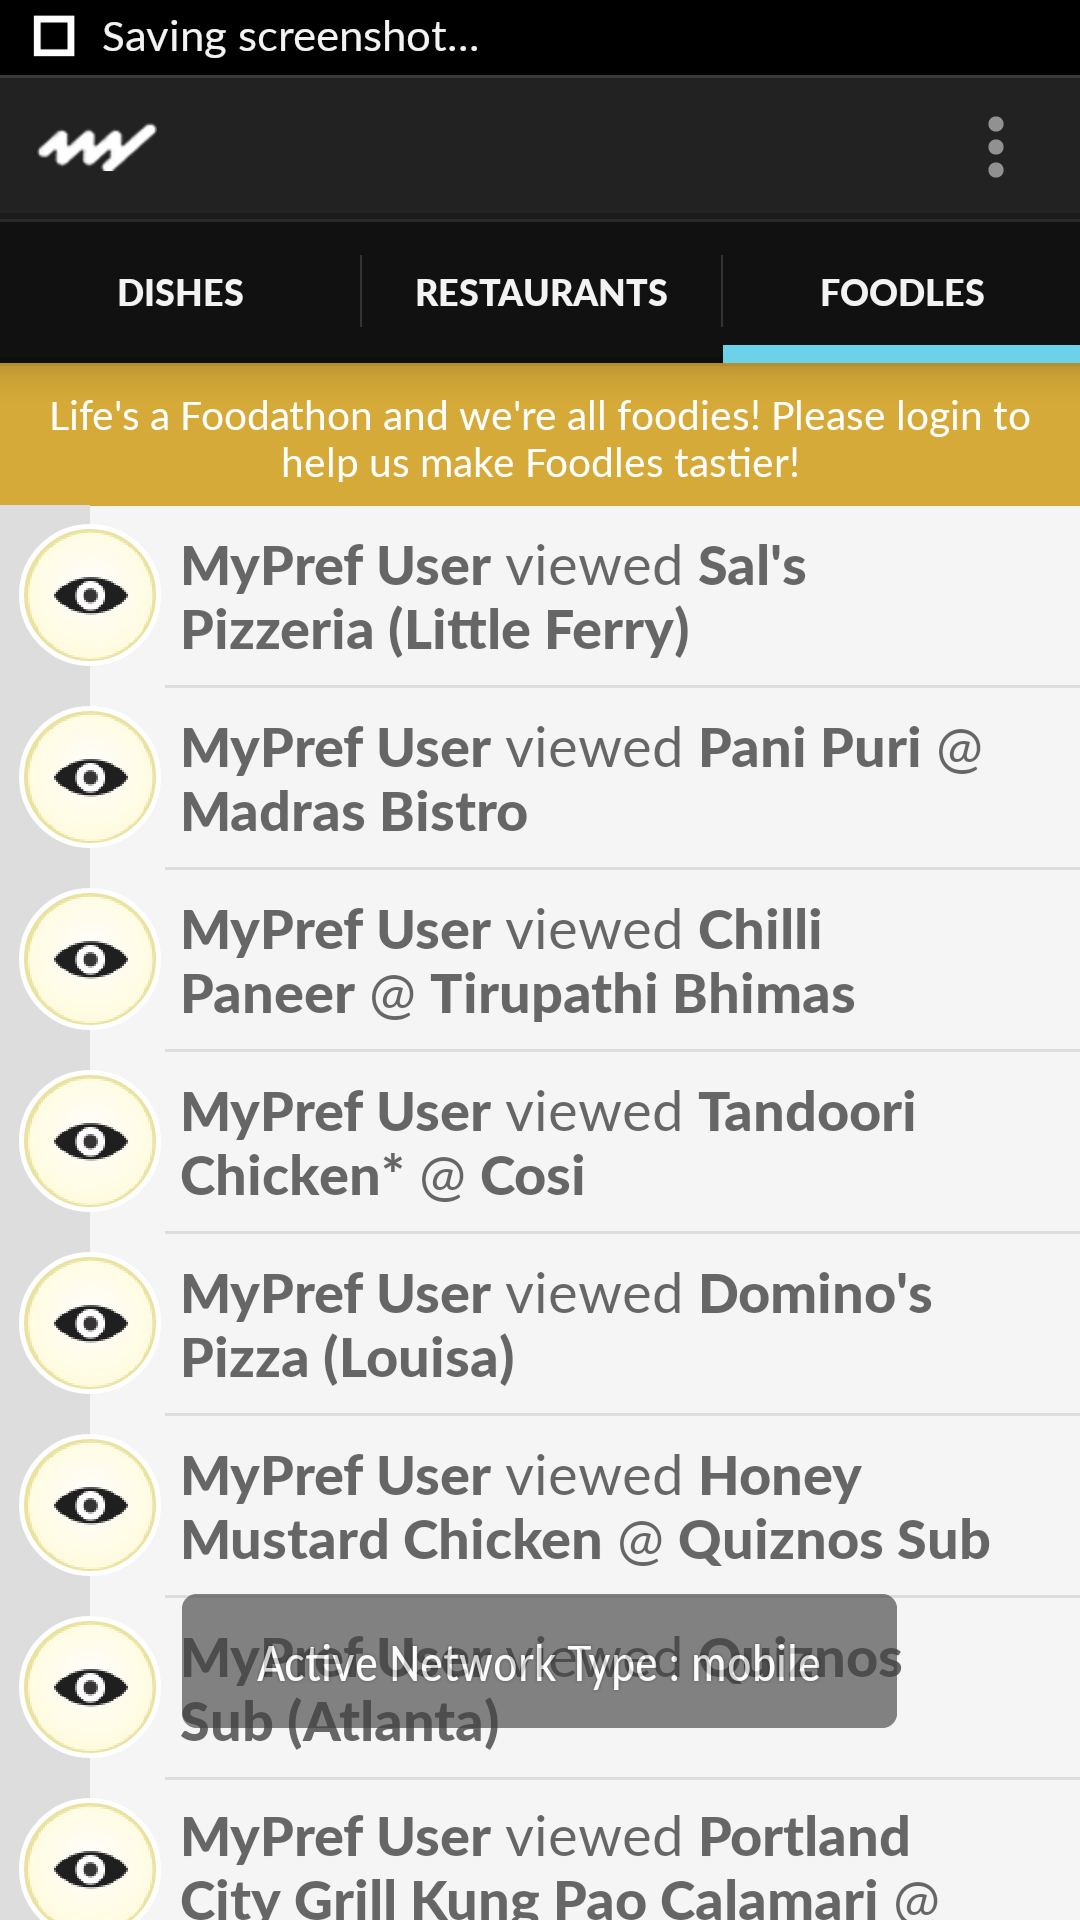 Saving screenshot...
DISHES
RESTAURANTS
FOODLES
Life's a Foodathon and we're all foodies! Please login to
help us make Foodles tastier!
MyPref User viewed Sal's
Pizzeria (Little Ferry)
MyPref User viewed Pani Puri @
Madras Bistro
MyPref User viewed Chilli
Paneer @ Tirupathi Bhimas
MyPref User viewed Tandoori
Chicken* @ Cosi
MyPref User viewed Domino's
Pizza (Louisa)
MyPref User viewed Honey
Mustard Chicken @ Quiznos Sub
MyPref User viewed Quiznos
Active Network Type : mobile
Sub (Atlanta)
MyPref User viewed Portland
City Grill Kung Pao Calamari @